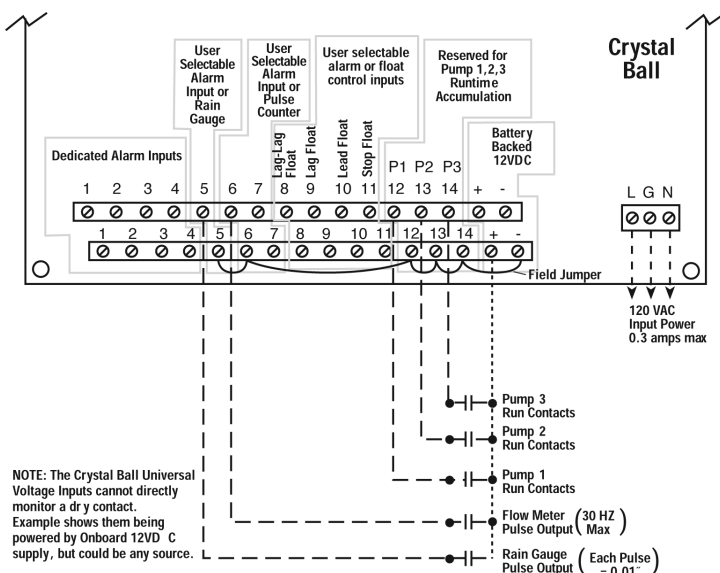 Crystal
Ball
User
Selectable
Alarm
Input or
Rain
Gauge
User
Selectable
Alarm
Input or
Pulse
Counter
User selectable
alarm or float
control inputs
Reserved for
Pump 1,2,3
Runtime
Accumulation
Battery
Backed
12VDC
Dedicated Alarm Inputs
Lag-Lag
Float
Lag Float
Lead Float
Stop Float
P1 P2 P3
1 2 3 4 5 6 7 8 9 10 11 12 13 14 + -
1 2 3 4 5 6 7 8 9 10 11 12 13 14 + -
L G N
Field Jumper
120 VAC
Input Power
0.3 amps max
Pump 3
Run Contacts
Pump 2
Run Contacts
Pump 1
Run Contacts
Flow Meter
Pulse Output (30 HZ
Max)
Rain Gauge
Pulse Output (Each Pulse
= 0.01″)
NOTE: The Crystal Ball Universal
Voltage Inputs cannot directly
monitor a dry contact.
Example shows them being
powered by Onboard 12VD C
supply, but could be any source.